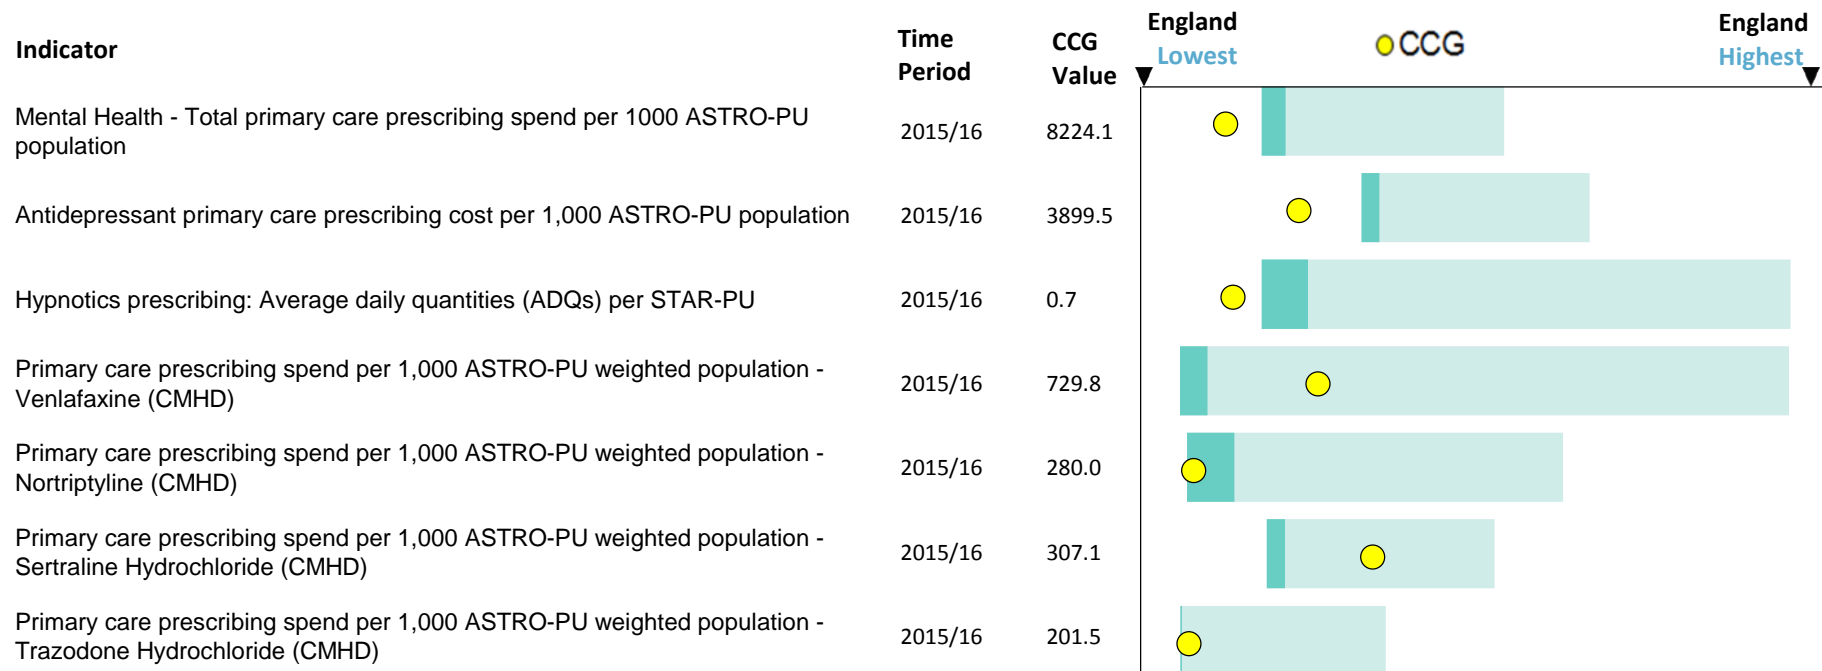 Indicator
Time
Period
CCG
Value
England
Lowest
CCG
England
Highest
Mental Health - Total primary care prescribing spend per 1000 ASTRO-PU
population
2015/16
8224.1
Antidepressant primary care prescribing cost per 1,000 ASTRO-PU population
2015/16
3899.5
Hypnotics prescribing: Average daily quantities (ADQs) per STAR-PU
2015/16
0.7
Primary care prescribing spend per 1,000 ASTRO-PU weighted population -
Venlafaxine (CMHD)
2015/16
729.8
Primary care prescribing spend per 1,000 ASTRO-PU weighted population -
Nortriptyline (CMHD)
2015/16
280.0
Primary care prescribing spend per 1,000 ASTRO-PU weighted population -
Sertraline Hydrochloride (CMHD)
2015/16
307.1
Primary care prescribing spend per 1,000 ASTRO-PU weighted population -
Trazodone Hydrochloride (CMHD)
2015/16
201.5